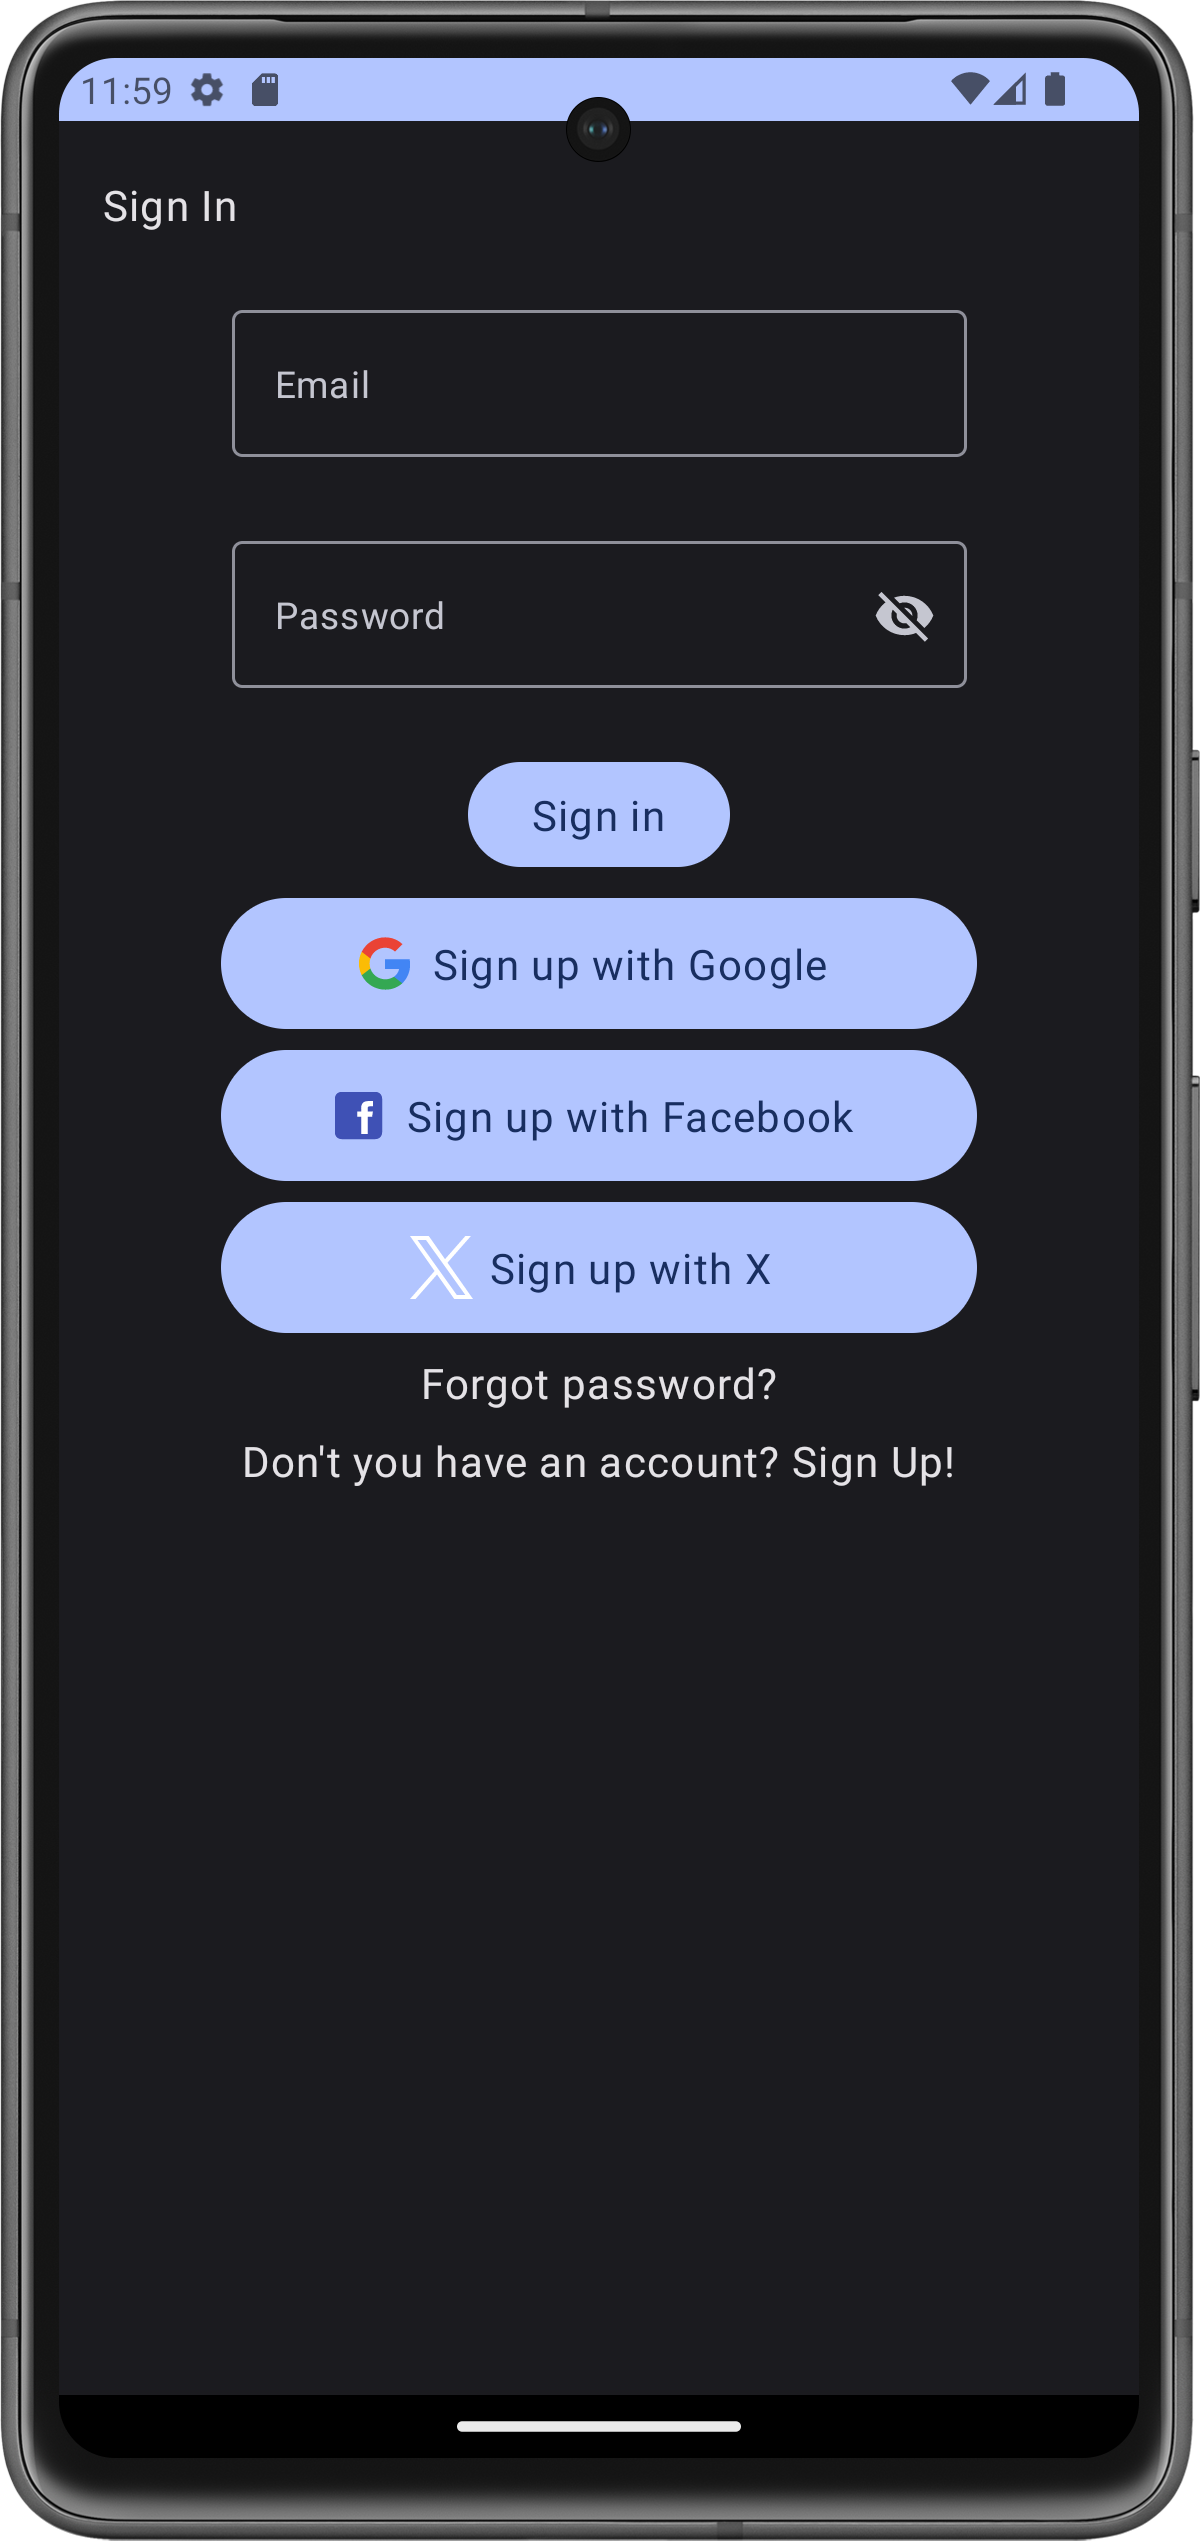 11:59
Sign In
Email
Password
Sign in
Sign up with Google
Sign up with Facebook
Sign up with X
Forgot password?
Don't you have an account? Sign Up!